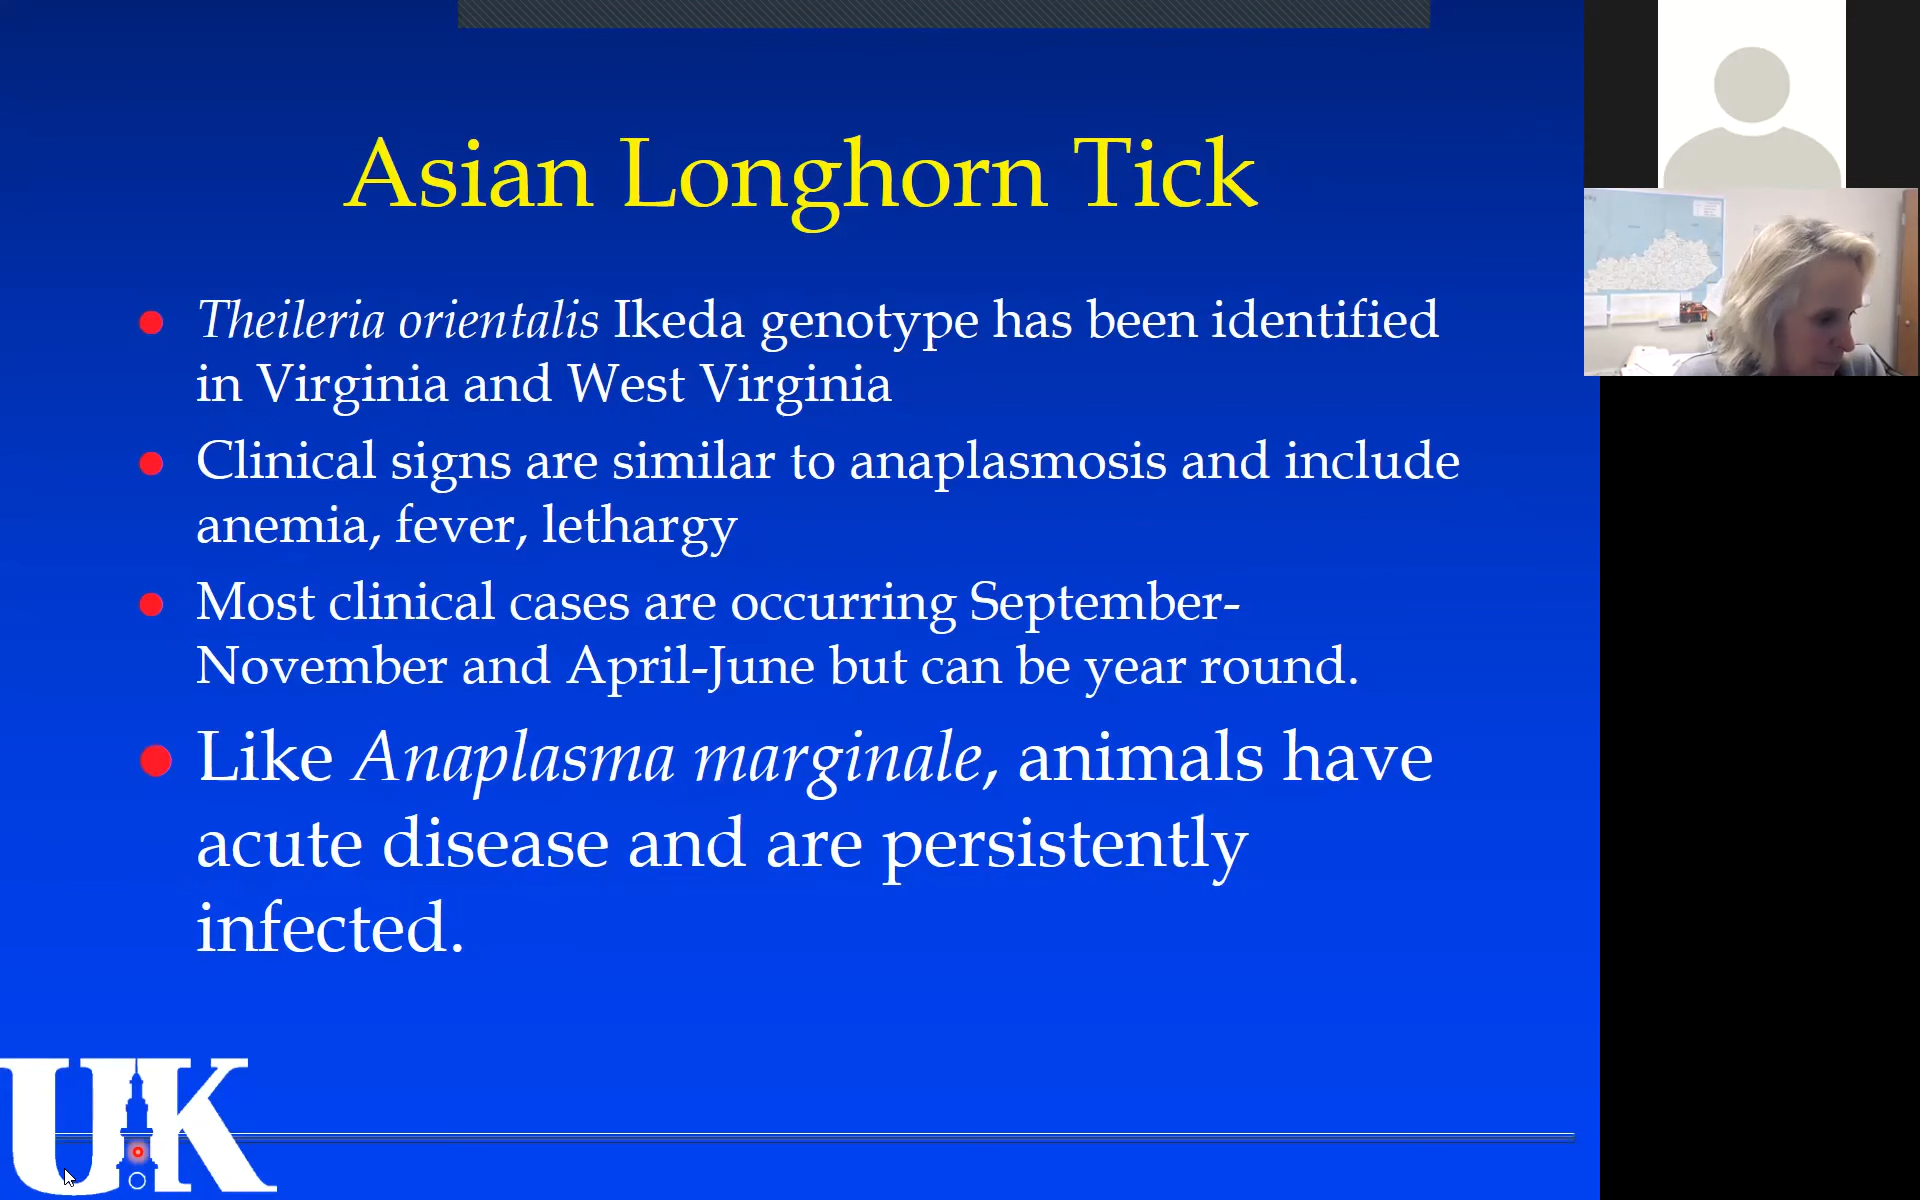 Asian Longhorn Tick
Theileria orientalis Ikeda genotype has been identified
in Virginia and West Virginia
Clinical signs are similar to anaplasmosis and include
anemia, fever, lethargy
Most clinical cases are occurring September-
November and April-June but can be year round.
Like Anaplasma marginale, animals have
acute disease and are persistently
infected.
UK